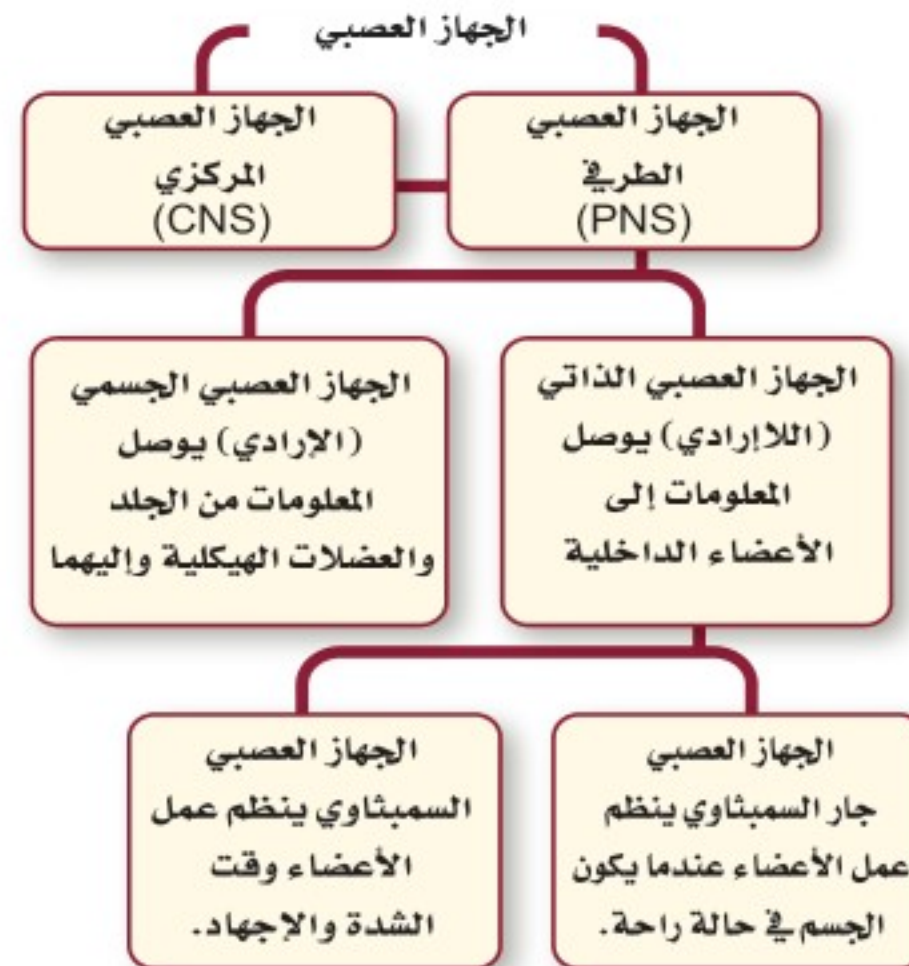 الجهاز العصبي
الجهاز العصبي
الطرفي
(PNS)
الجهاز العصبي
المركزي
(CNS)
الجهاز العصبي الذاتي
(اللاإرادي) يوصل
المعلومات إلى
الأعضاء الداخلية
الجهاز العصبي الجسمي
(الإرادي) يوصل
المعلومات من الجلد
والعضلات الهيكلية وإليهما
الجهاز العصبي
جار السمبثاوي ينظم
عمل الأعضاء عندما يكون
الجسم في حالة راحة.
الجهاز العصبي
السمبثاوي ينظم عمل
الأعضاء وقت
الشدة والإجهاد.